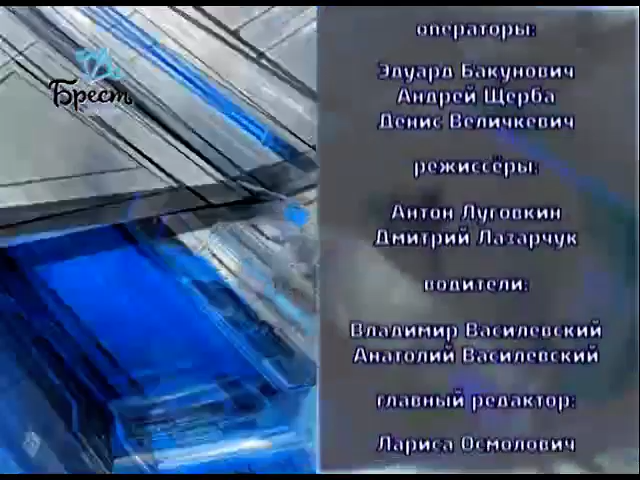 Брест
операторы:
Эдуард Бакунович
Андрей Щерба
Денис Величкевич
режиссёры:
Антон Луговкин
Дмитрий Лазарчук
водители:
Владимир Василевский
Анатолий Василевский
главный редактор:
Лариса Осмолович